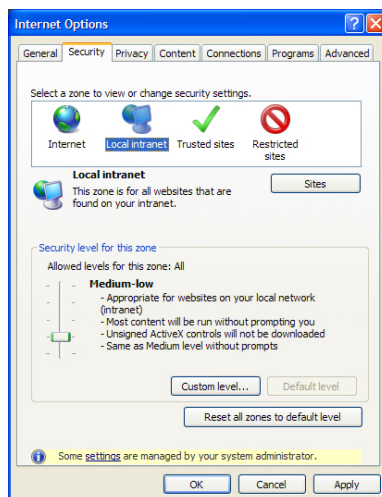 Internet Options
General Security Privacy Content Connections Programs Advanced
Select a zone to view or change security settings.
Internet Local intranet Trusted sites Restricted
sites
Local intranet
This zone is for all websites that are
found on your intranet.
Sites
Security level for this zone
Allowed levels for this zone: All
Medium-low
- Appropriate for websites on your local network
(intranet)
- Most content will be run without prompting you
- Unsigned ActiveX controls will not be downloaded
- Same as Medium level without prompts
Custom level... Default level
Reset all zones to default level
Some settings are managed by your system administrator.
OK Cancel Apply